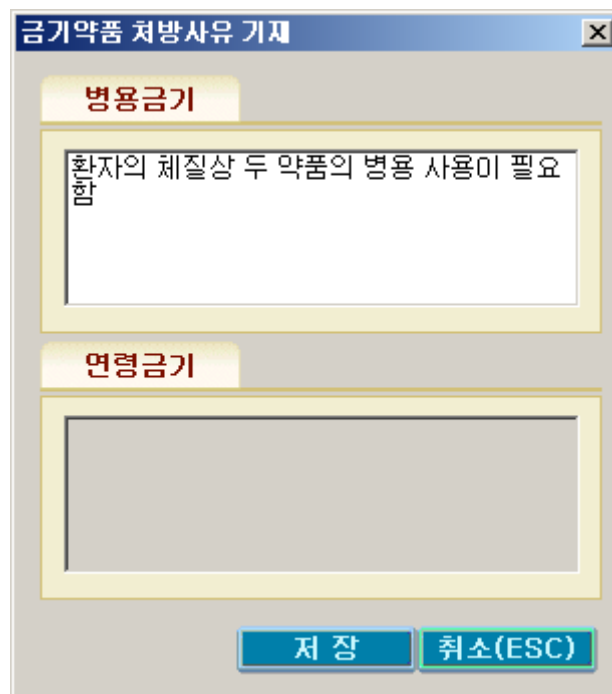 금기약품 처방사유 기재
병용금기
환자의 체질상 두 약품의 병용 사용이 필요
함
연령금기
저 장
취소(ESC)